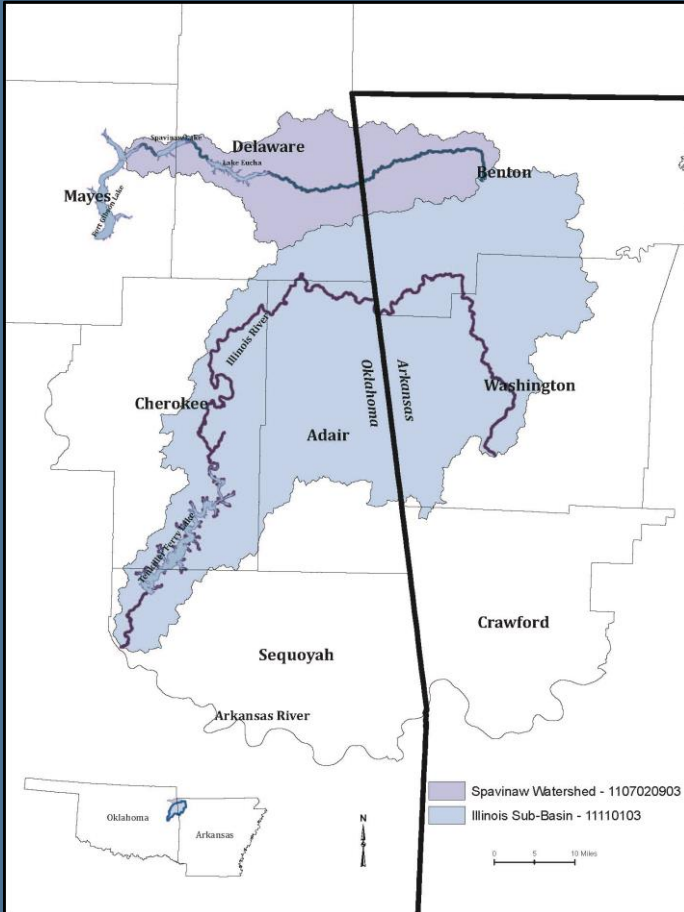 Spavinaw Lake
Delaware
Lake Eucha
Benton
Mayes
Fort Gibson Lake
Illinois River
Arkansas
Oklahoma
Washington
Cherokee
Adair
Tenkiller Ferry Lake
Crawford
Sequoyah
Arkansas River
Spavinaw Watershed - 1107020903
Illinois Sub-Basin - 11110103
Oklahoma
Arkansas
N
0 5 10 Miles